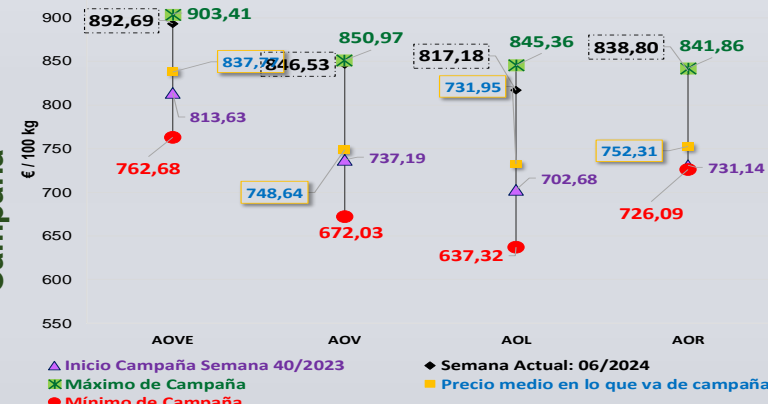 900
850
800
750
700
650
600
550
€ / 100 kg
892,69
903,41
813,63
762,68
846,53
850,97
737,19
748,64
672,03
817,18
845,36
731,95
702,68
637,32
838,80
841,86
752,31
731,14
726,09
AOVE
AOV
AOL
AOR
Inicio Campaña Semana 40/2023
Semana Actual: 06/2024
Máximo de Campaña
Precio medio en lo que va de campaña
Mínimo de Campaña